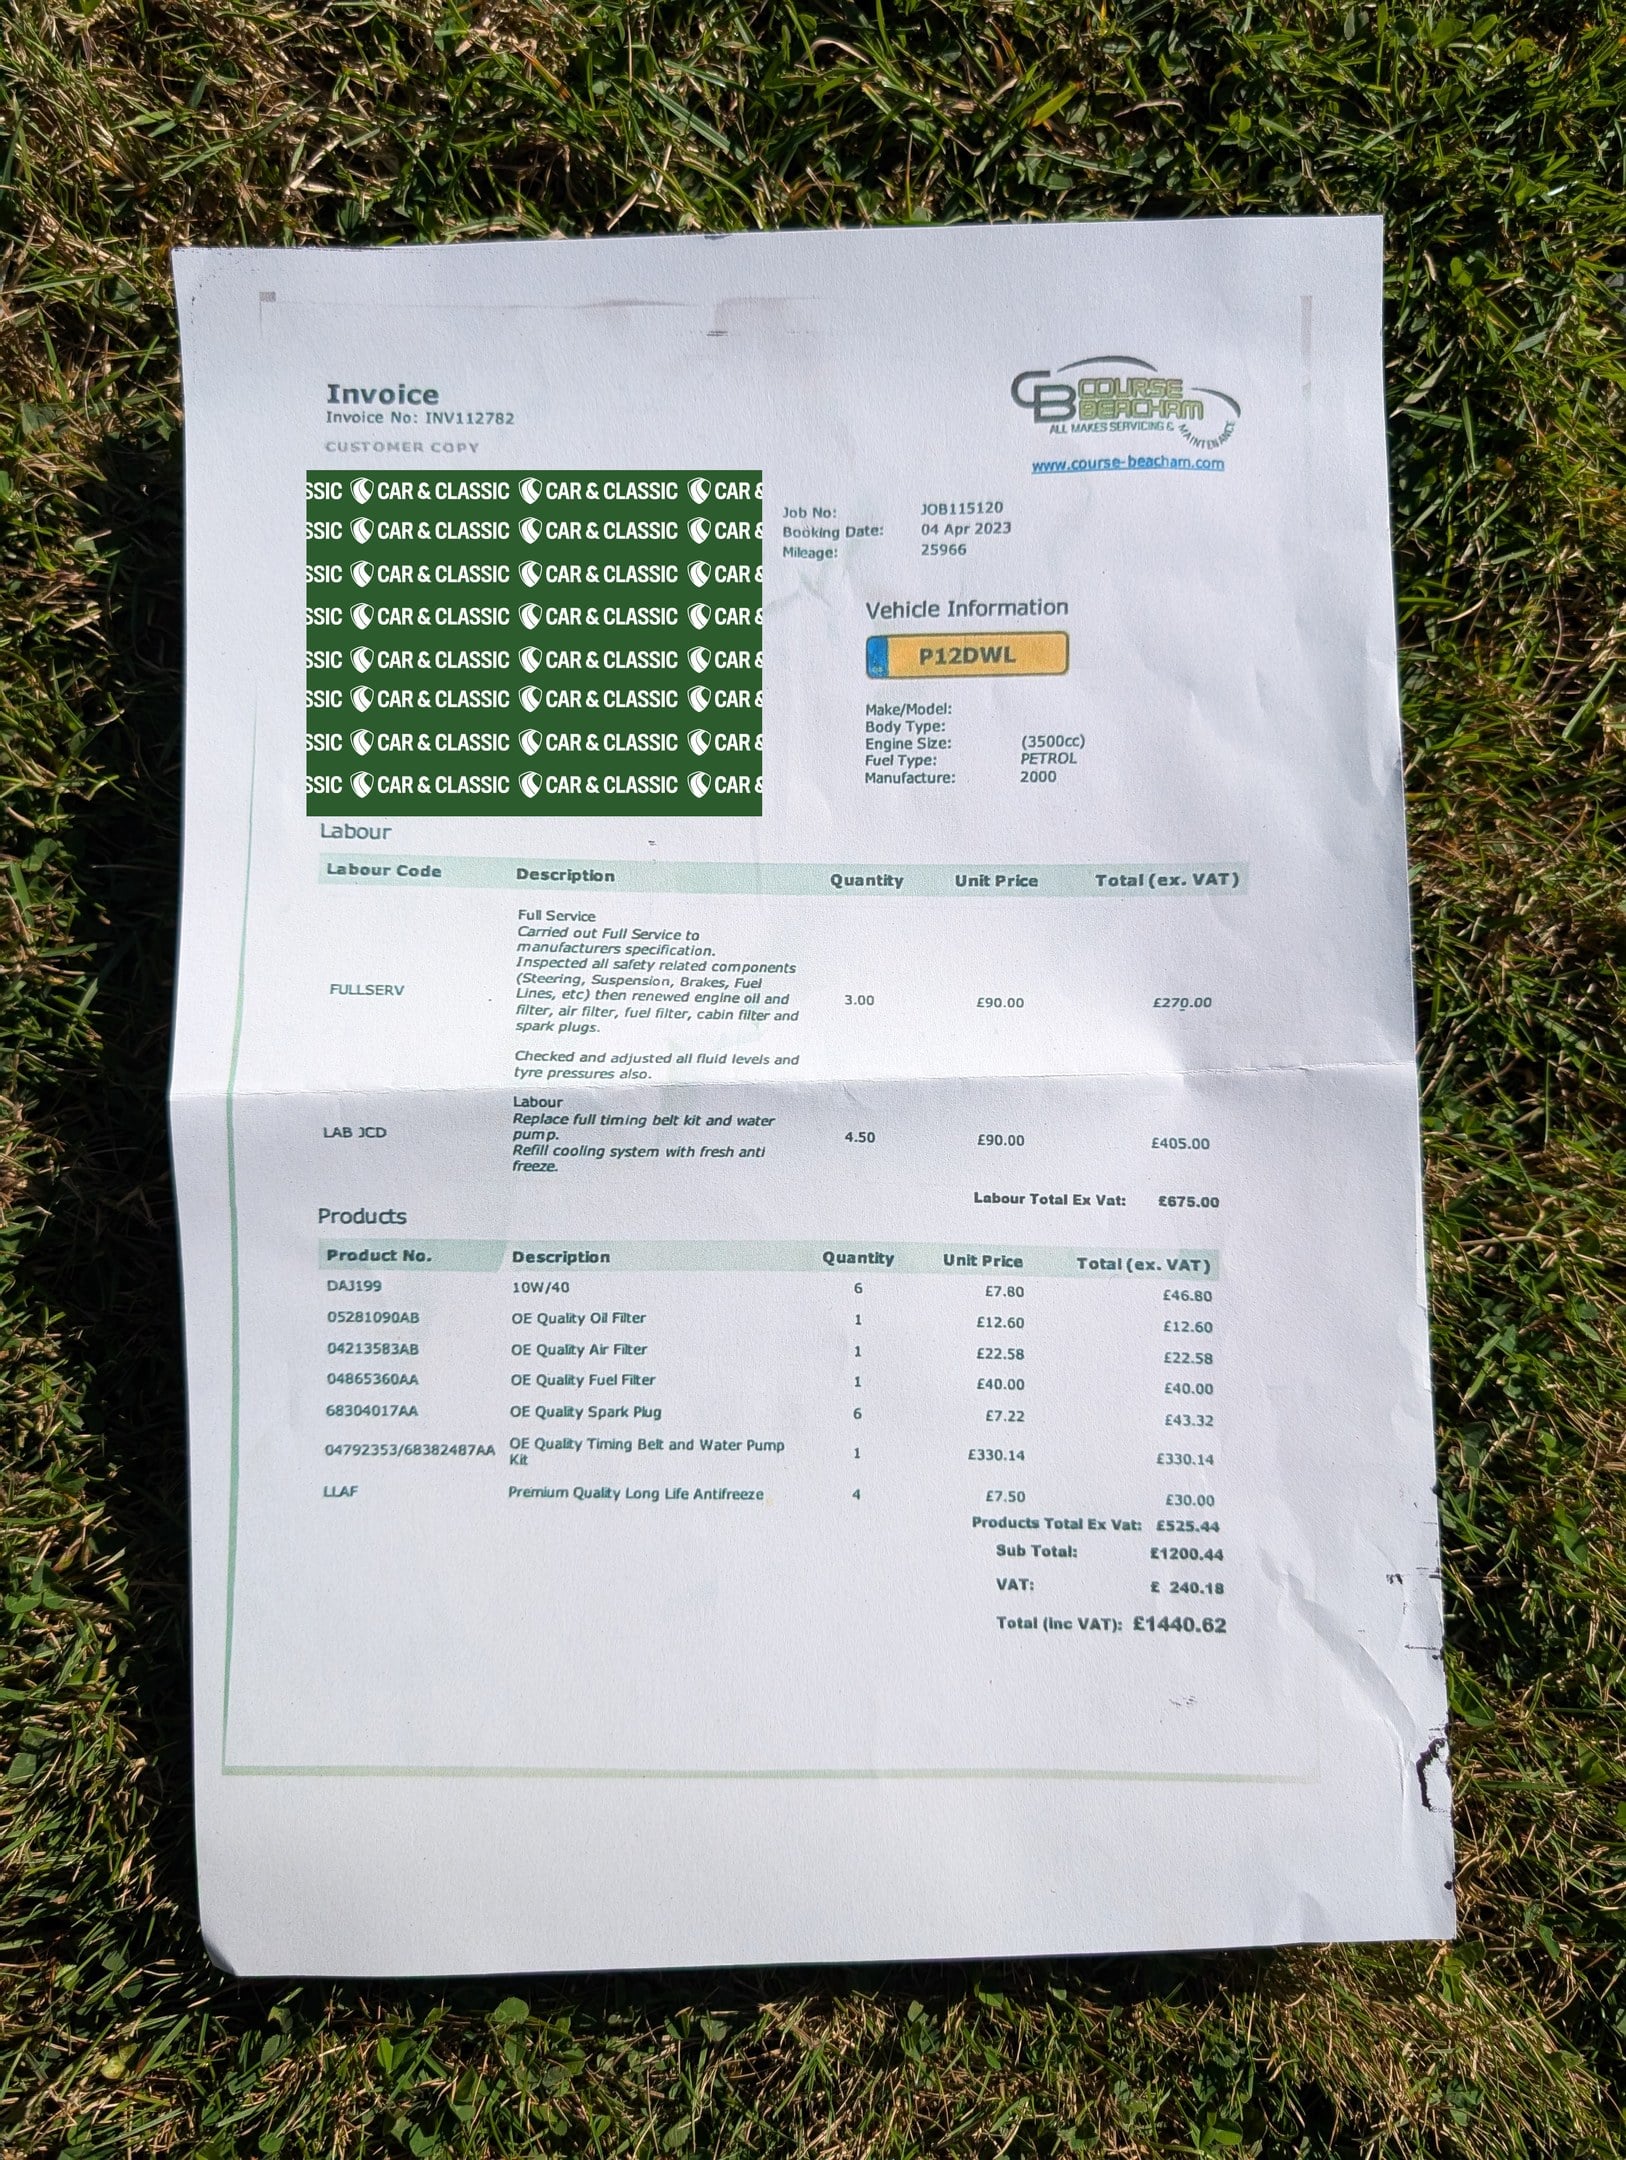 Invoice
Invoice No: INV112782
CUSTOMER COPY
CB COURSE
BEACHAM
ALL MAKES SERVICING & MAINTENANCE
www.course-beacham.com
SSIC CAR & CLASSIC CAR & CLASSIC CAR &
SSIC CAR & CLASSIC CAR & CLASSIC CAR &
SSIC CAR & CLASSIC CAR & CLASSIC CAR &
SSIC CAR & CLASSIC CAR & CLASSIC CAR &
SSIC CAR & CLASSIC CAR & CLASSIC CAR &
SSIC CAR & CLASSIC CAR & CLASSIC CAR &
SSIC CAR & CLASSIC CAR & CLASSIC CAR &
SSIC CAR & CLASSIC CAR & CLASSIC CAR &
Job No: JOB115120
Booking Date: 04 Apr 2023
Mileage: 25966
Vehicle Information
P12DWL
Make/Model:
Body Type:
Engine Size: (3500cc)
Fuel Type: PETROL
Manufacture: 2000
Labour
Labour Code Description Quantity Unit Price Total (ex. VAT)
Full Service
Carried out Full Service to
manufacturers specification.
Inspected all safety related components
(Steering, Suspension, Brakes, Fuel
FULLSERV Lines, etc) then renewed engine oil and 3.00 £90.00 £270.00
filter, air filter, fuel filter, cabin filter and
spark plugs.
Checked and adjusted all fluid levels and
tyre pressures also.
Labour
Replace full timing belt kit and water
LAB JCD pump. 4.50 £90.00 £405.00
Refill cooling system with fresh anti
freeze.
Labour Total Ex Vat: £675.00
Products
Product No. Description Quantity Unit Price Total (ex. VAT)
DAJ199 10W/40 6 £7.80 £46.80
05281090AB OE Quality Oil Filter 1 £12.60 £12.60
04213583AB OE Quality Air Filter 1 £22.58 £22.58
04865360AA OE Quality Fuel Filter 1 £40.00 £40.00
68304017AA OE Quality Spark Plug 6 £7.22 £43.32
04792353/68382487AA OE Quality Timing Belt and Water Pump 1 £330.14 £330.14
Kit
LLAF Premium Quality Long Life Antifreeze 4 £7.50 £30.00
Products Total Ex Vat: £525.44
Sub Total: £1200.44
VAT: £ 240.18
Total (Inc VAT): £1440.62